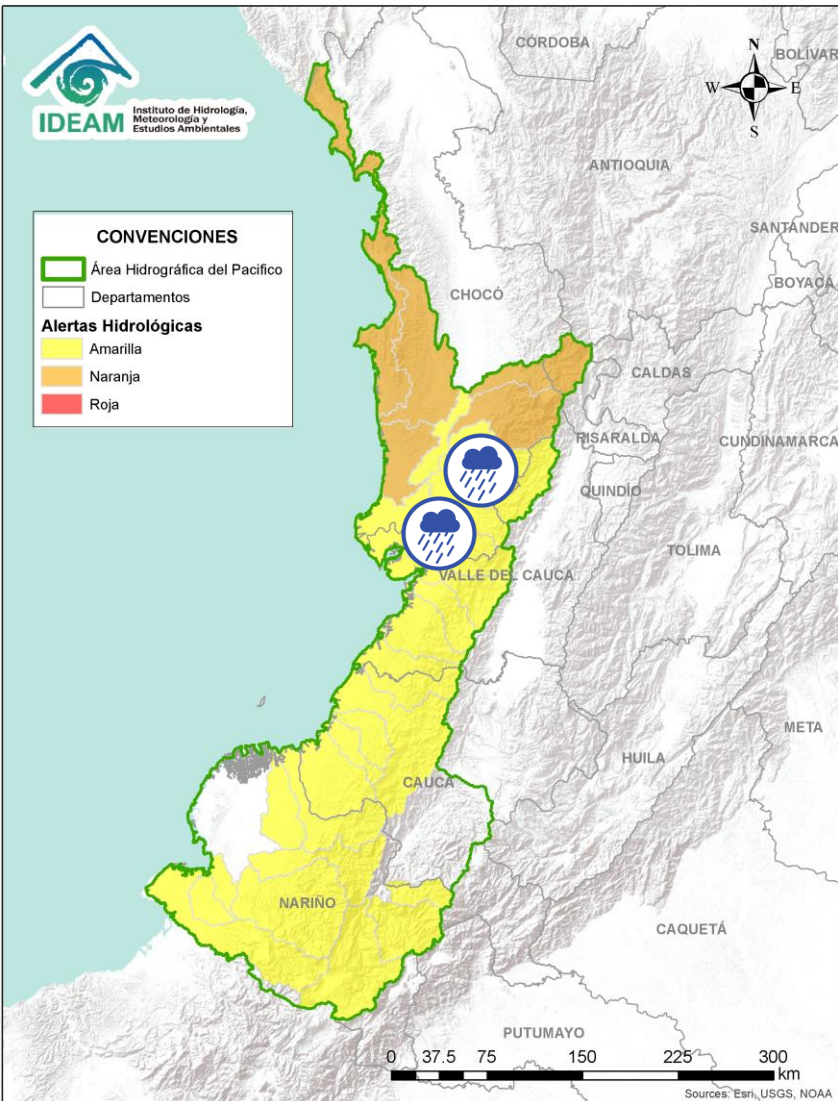 IDEAM
Instituto de Hidrología,
Meteorología y
Estudios Ambientales
CONVENCIONES
Área Hidrográfica del Pacifico
Departamentos
Alertas Hidrológicas
Amarilla
Naranja
Roja
N
W
E
S
CÓRDOBA
BOLIVAR
ANTIOQUIA
SANTANDER
BOYACÁ
CHOCÓ
CALDAS
RISARALDA
CUNDINAMARCA
QUINDÍO
TOLIMA
VALLE DEL CAUCA
META
HUILA
CAUCA
NARIÑO
CAQUETÁ
PUTUMAYO
0 37.5 75 150 225 300
km
Sources: Esri, USGS, NOAA